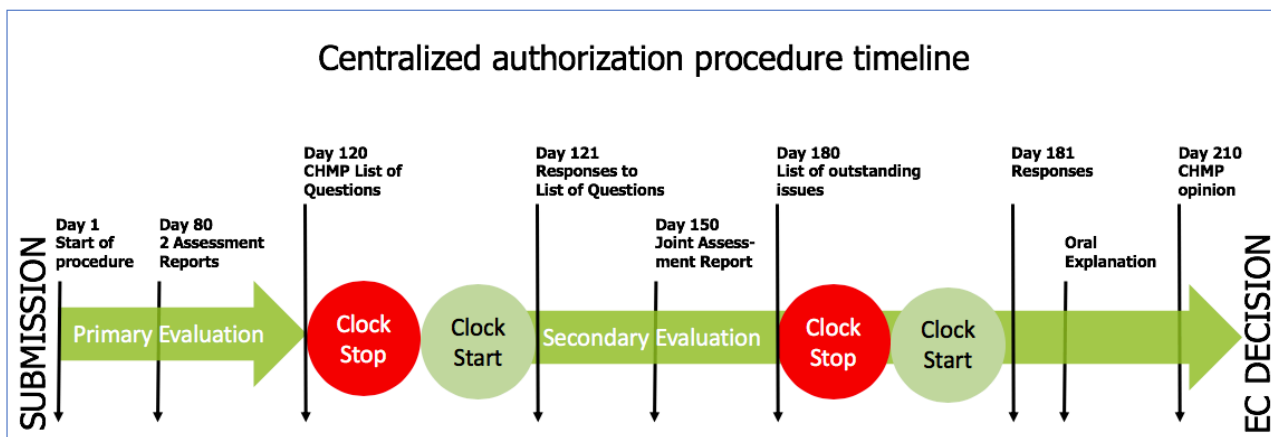 Centralized authorization procedure timeline
SUBMISSION
Day 1
Start of
procedure
Day 80
2 Assessment
Reports
Day 120
CHMP List of
Questions
Day 121
Responses to
List of Questions
Day 150
Joint Assess-
ment Report
Day 180
List of outstanding
issues
Day 181
Responses
Oral
Explanation
Day 210
CHMP
opinion
Primary Evaluation
Clock
Stop
Clock
Start
Secondary Evaluation
Clock
Stop
Clock
Start
EC DECISION